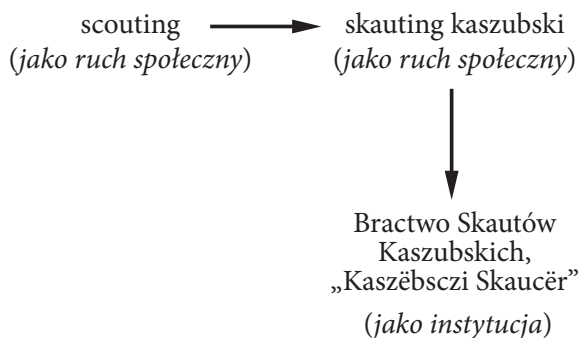 scouting
(jako ruch społeczny)
skauting kaszubski
(jako ruch społeczny)
Bractwo Skautów
Kaszubskich,
„Kaszëbsczi Skaucër”
(jako instytucja)